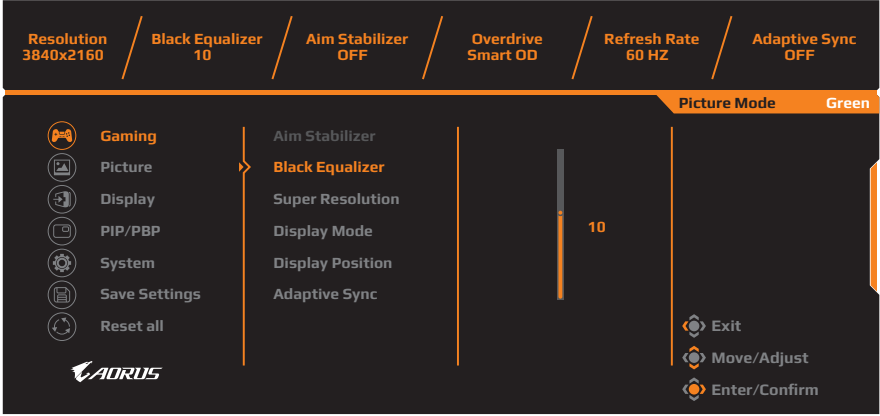 Resolution
3840x2160
Black Equalizer
10
Aim Stabilizer
OFF
Overdrive
Smart OD
Refresh Rate
60 HZ
Adaptive Sync
OFF
Picture Mode Green
Gaming
Picture
Display
PIP/PBP
System
Save Settings
Reset all
AORUS
Aim Stabilizer
Black Equalizer
Super Resolution
Display Mode
Display Position
Adaptive Sync
10
Exit
Move/Adjust
Enter/Confirm